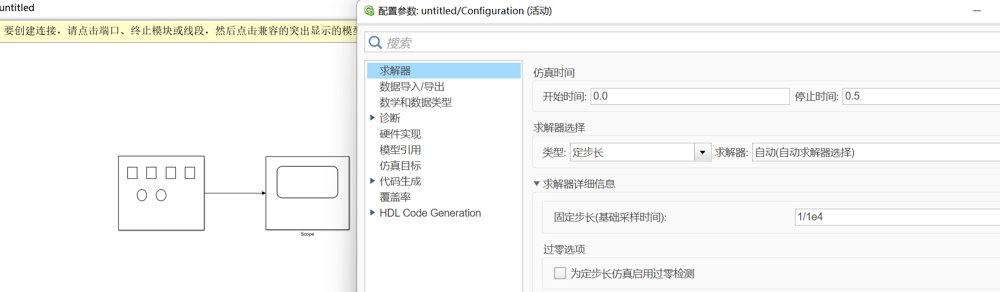 untitled
要创建连接，请点击端口、终止模块或线段，然后点击兼容的突出显示的模
Scope
配置参数: untitled/Configuration (活动)
搜索
求解器
数据导入/导出
数学和数据类型
诊断
硬件实现
模型引用
仿真目标
代码生成
覆盖率
HDL Code Generation
仿真时间
开始时间: 0.0 停止时间: 0.5
求解器选择
类型: 定步长 求解器: 自动(自动求解器选择)
求解器详细信息
固定步长(基础采样时间): 1/1e4
过零选项
为定步长仿真启用过零检测